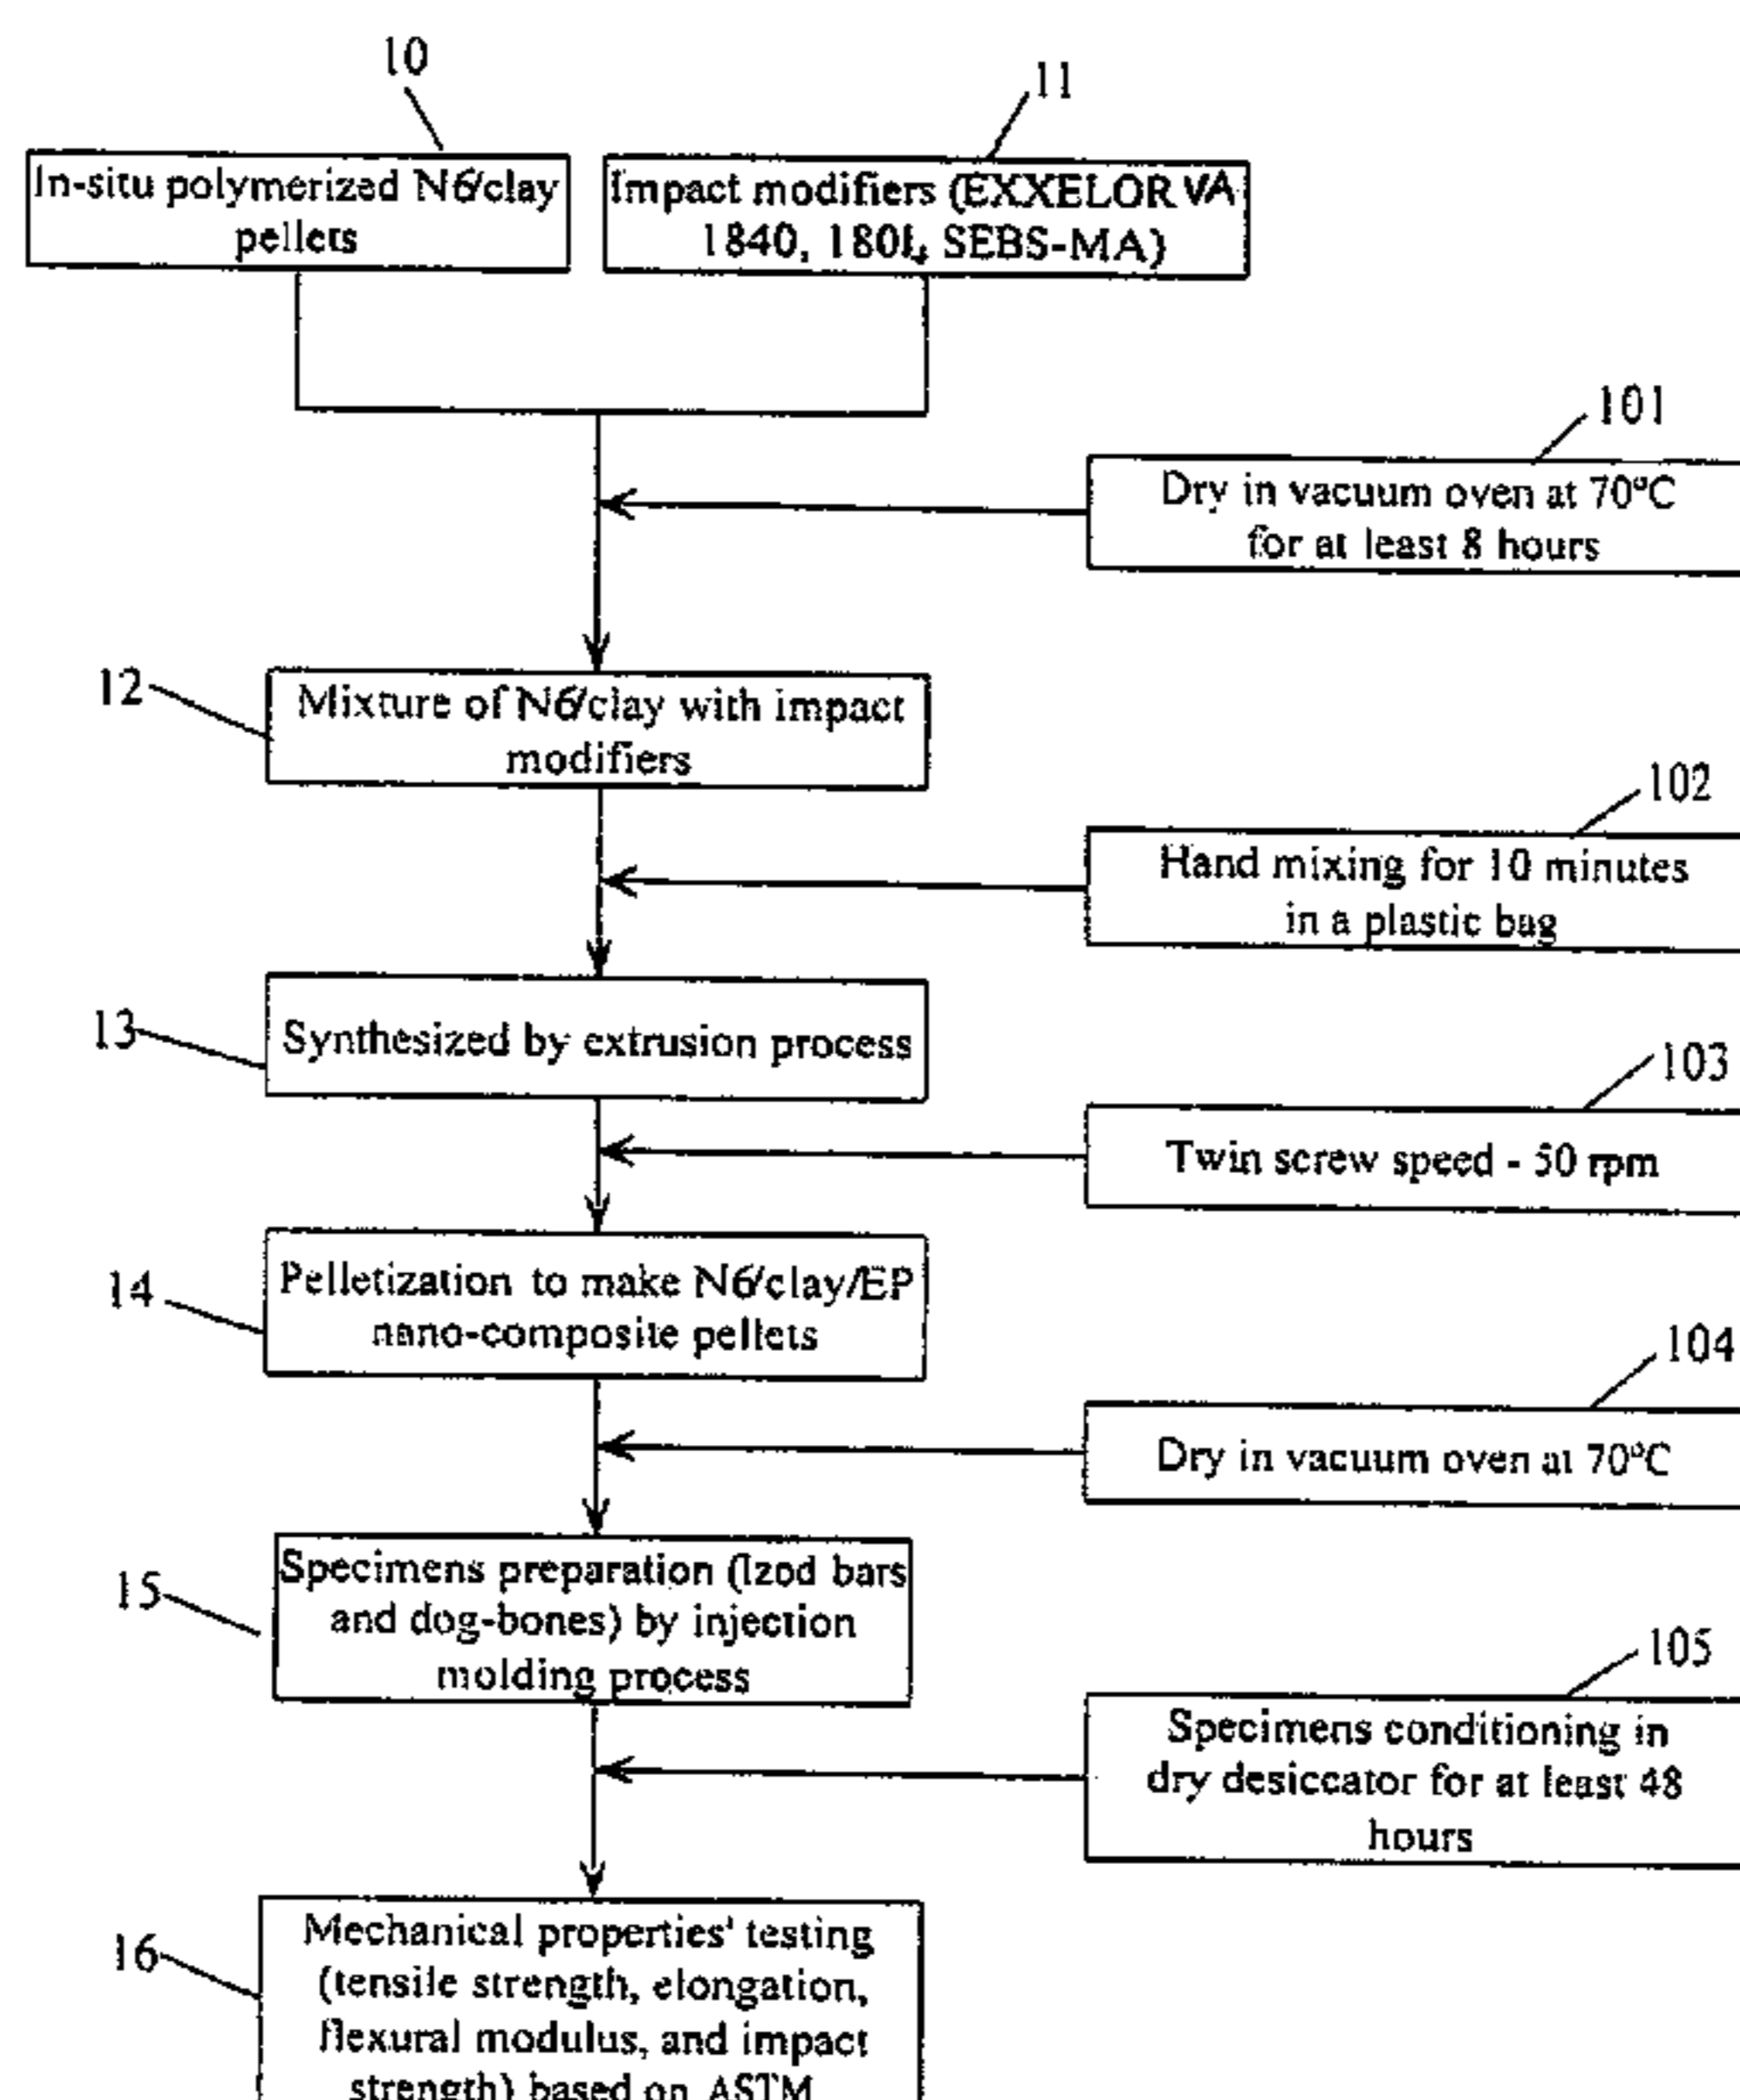 10
11
In-situ polymerized N6/clay
pellets
Impact modifiers (EXXELOR VA
1840, 1801, SEBS-MA)
101
Dry in vacuum oven at 70°C
for at least 8 hours
12
Mixture of N6/clay with impact
modifiers
102
Hand mixing for 10 minutes
in a plastic bag
13
Synthesized by extrusion process
103
Twin screw speed - 50 rpm
14
Pelletization to make N6/clay/EP
nano-composite pellets
104
Dry in vacuum oven at 70°C
15
Specimens preparation (Izod bars
and dog-bones) by injection
molding process
105
Specimens conditioning in
dry desiccator for at least 48
hours
16
Mechanical properties' testing
(tensile strength, elongation,
flexural modulus, and impact
strength) based on ASTM